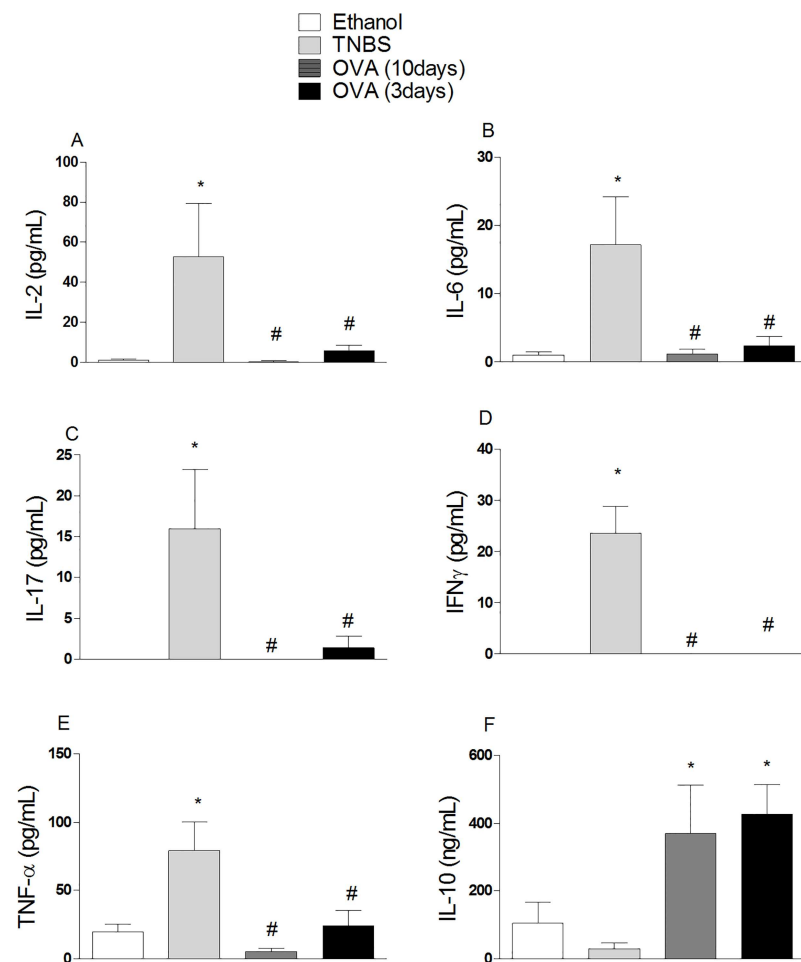 Ethanol
TNBS
OVA (10days)
OVA (3days)
A
100
80
60
40
20
0
IL-2 (pg/mL)
*
#
#
B
30
20
10
0
IL-6 (pg/mL)
*
#
#
C
25
20
15
10
5
0
IL-17 (pg/mL)
*
#
#
D
40
30
20
10
0
IFNγ (pg/mL)
*
#
#
E
150
100
50
0
TNF-α (pg/mL)
*
#
#
F
600
400
200
0
IL-10 (ng/mL)
*
*